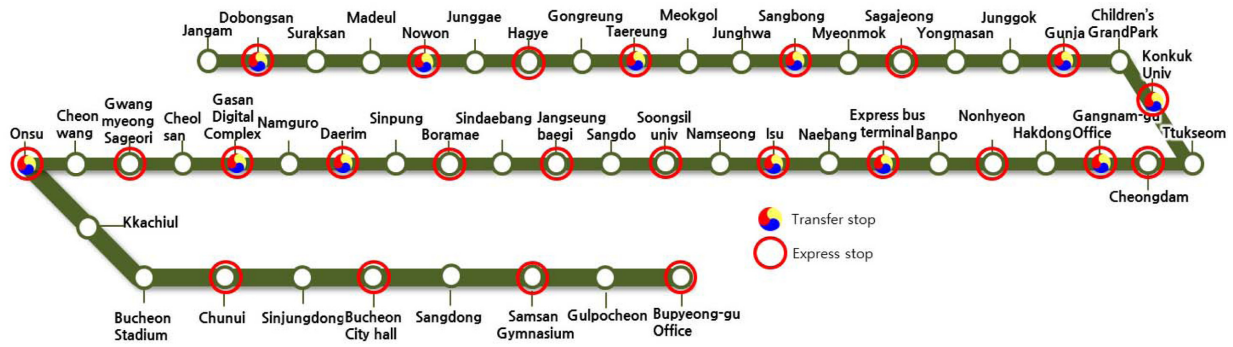 Jangam
Dobongsan
Suraksan
Madeul
Nowon
Junggae
Hagye
Gongreung
Taereung
Meokgol
Junghwa
Sangbong
Myeonmok
Sagajeong
Yongmasan
Junggok
Gunja
Children's
GrandPark
Konkuk
Univ
Onsu
Cheon
wang
Gwang
myeong
Sageori
Cheol
san
Gasan
Digital
Complex
Namguro
Daerim
Sinpung
Boramae
Sindaebang
Jangseung
baegi
Sangdo
Soongsil
univ
Namseong
Isu
Naebang
Express bus
terminal
Banpo
Nonhyeon
Hakdong
Gangnam-gu
Office
Cheongdam
Ttukseom
Transfer stop
Express stop
Kkachiul
Bucheon
Stadium
Chunui
Sinjungdong
Bucheon
City hall
Sangdong
Samsan
Gymnasium
Gulpocheon
Bupyeong-gu
Office